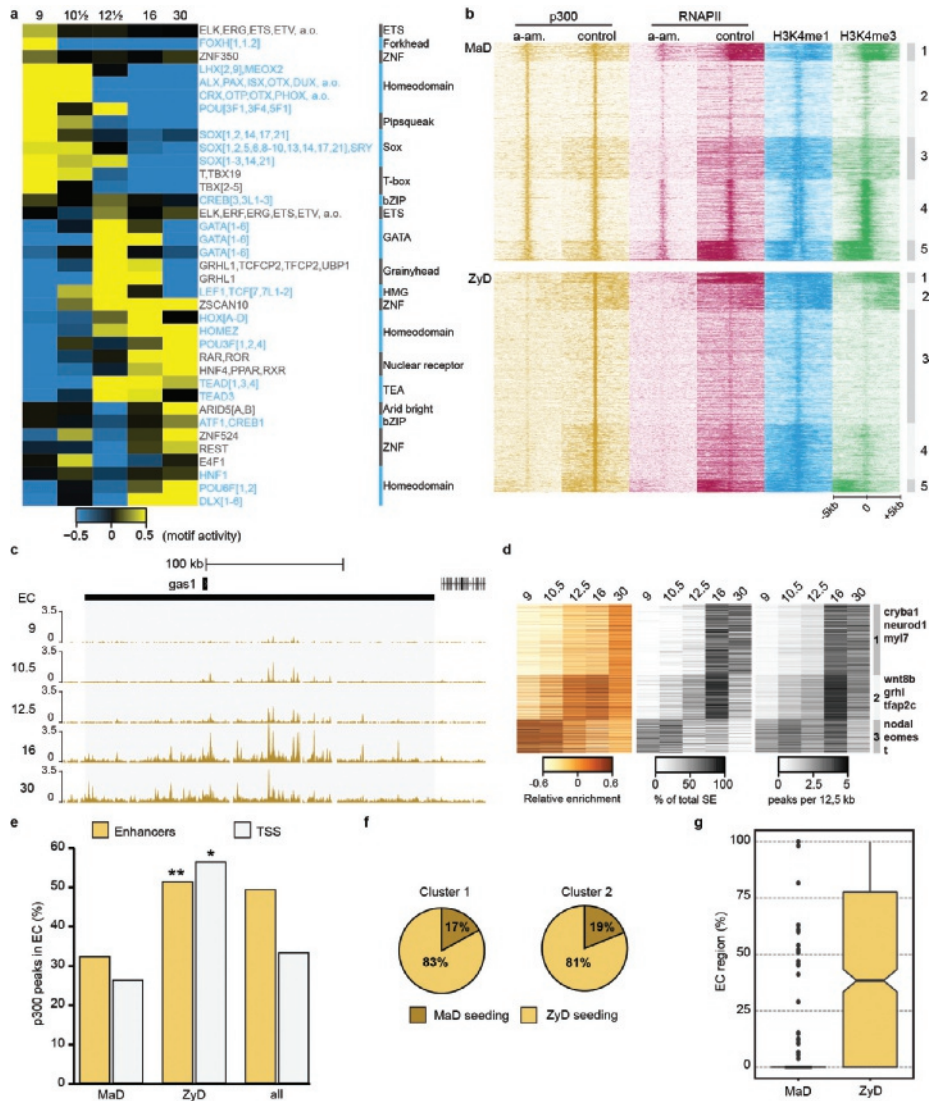 a
9 10½ 12½ 16 30
ELK,ERG,ETS,ETV, a.o. ETS
FOXH[1,1.2] Forkhead
ZNF350 ZNF
LHX[2,9],MEOX2
ALX,PAX,ISX,OTX,DUX, a.o. Homeodomain
CRX,OTP,OTX,PHOX, a.o.
POU[3F1,3F4,5F1]
Pipsqueak
SOX[1,2,14,17,21]
SOX[1,2,5,6,8-10,13,14,17,21],SRY Sox
SOX[1-3,14,21]
T,TBX19 T-box
TBX[2-5]
CREB[3,3L1-3] bZIP
ELK,ERF,ERG,ETS,ETV, a.o. ETS
GATA[1-6]
GATA[1-6] GATA
GATA[1-6]
GRHL1,TCFCP2,TFCP2,UBP1 Grainyhead
GRHL1
LEF1,TCF[7,7L1-2] HMG
ZSCAN10 ZNF
HOX[A-D]
HOMEZ Homeodomain
POU3F[1,2,4]
RAR,ROR Nuclear receptor
HNF4,PPAR,RXR
TEAD[1,3,4] TEA
TEAD3
ARID5[A,B] Arid bright
ATF1,CREB1 bZIP
ZNF524
REST ZNF
E4F1
HNF1
POU6F[1,2] Homeodomain
DLX[1-6]
−0.5 0 0.5 (motif activity)
b
p300 RNAPII
a-am. control a-am. control H3K4me1 H3K4me3
MaD
1
2
3
4
5
ZyD
1
2
3
4
5
-5kb 0 +5kb
c
100 kb
gas1
EC
9 3.5 0
10.5 3.5 0
12.5 3.5 0
16 3.5 0
30 3.5 0
d
9 10.5 12.5 16 30 9 10.5 12.5 16 30 9 10.5 12.5 16 30
cryba1
neurod1
1
myl7
wnt8b
2 grhl
tfap2c
nodal
3 eomes
t
-0.6 0.6 0 50 100 0 2.5 5
Relative enrichment % of total SE peaks per 12,5 kb
e
Enhancers TSS
p300 peaks in EC (%)
60
50
40
30
20
10
0
** *
MaD ZyD all
f
Cluster 1 Cluster 2
17% 19%
83% 81%
MaD seeding ZyD seeding
g
EC region (%)
100
75
50
25
0
MaD ZyD